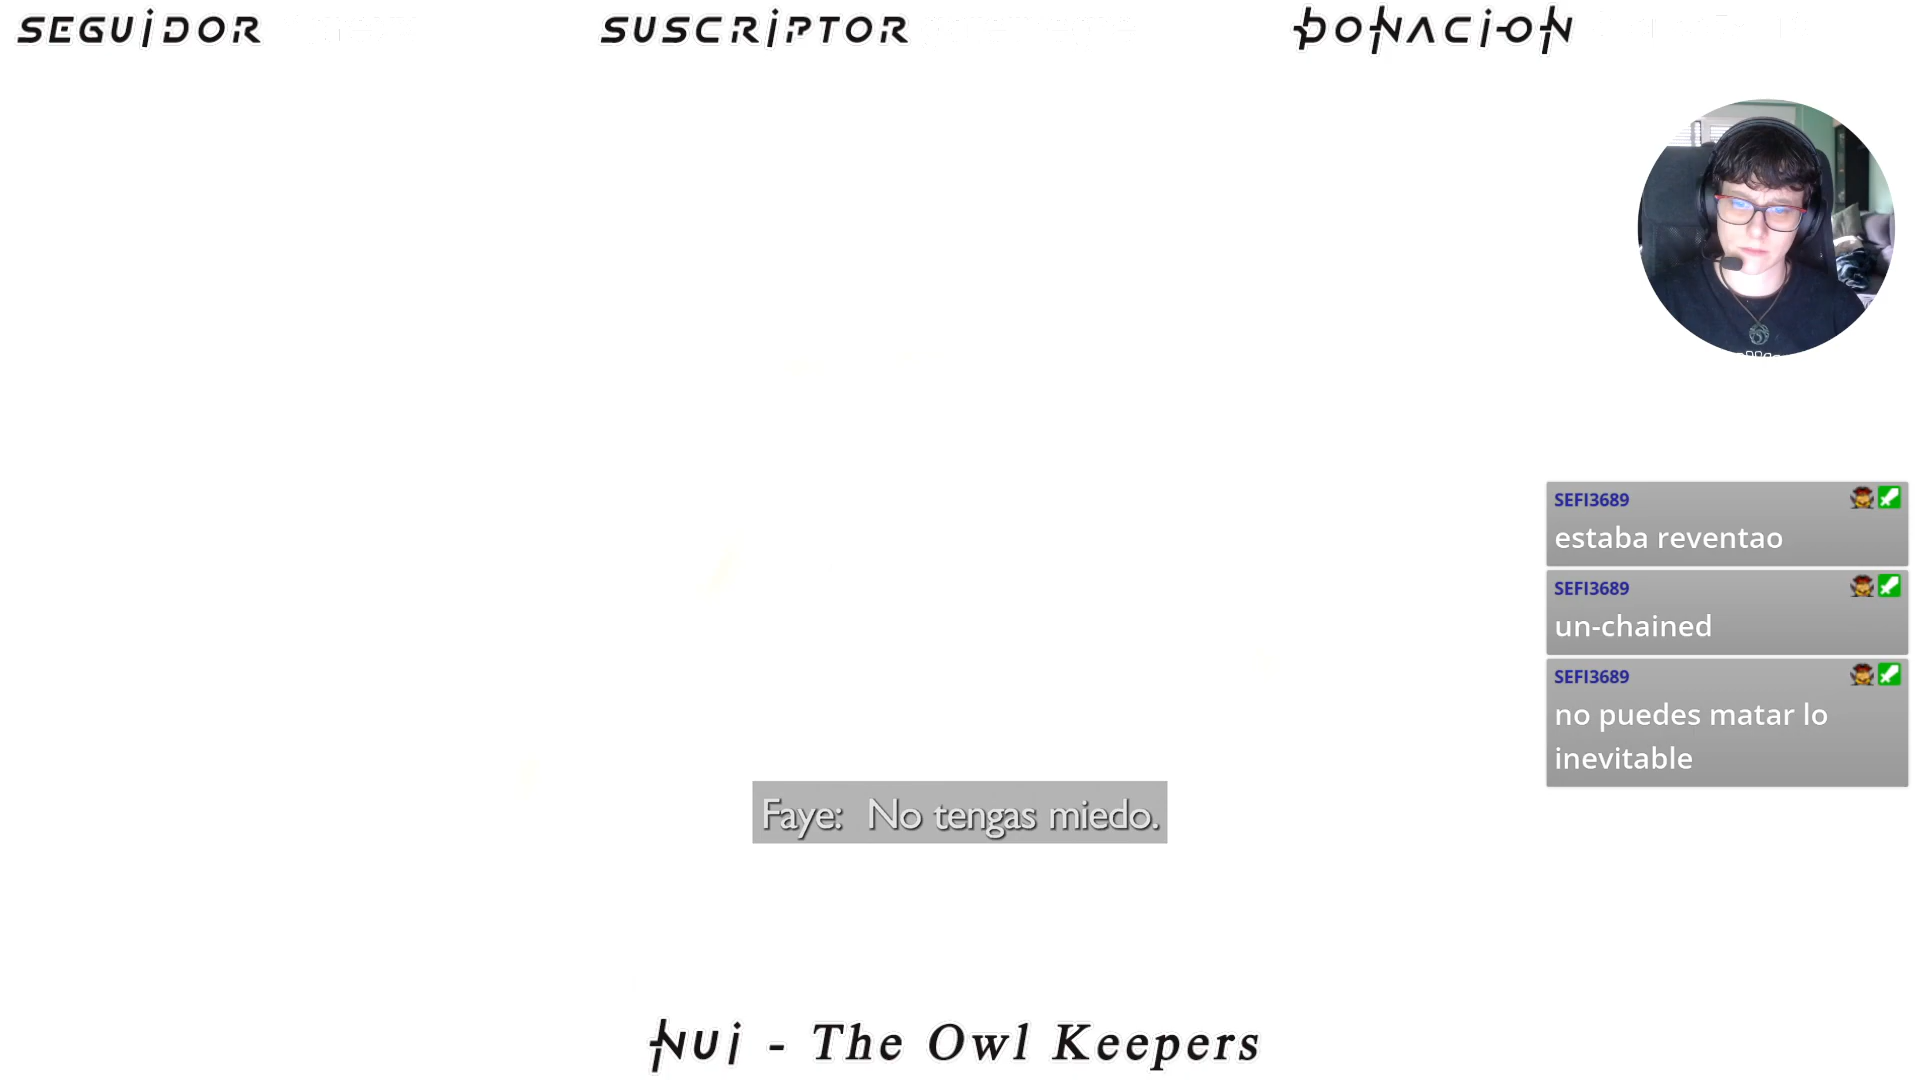 SEGUiDOR
SUSCRiPTOR
DONACiON
SEFI3689
estaba reventao
SEFI3689
un-chained
SEFI3689
no puedes matar lo
inevitable
Faye: No tengas miedo.
NUi - The Owl Keepers